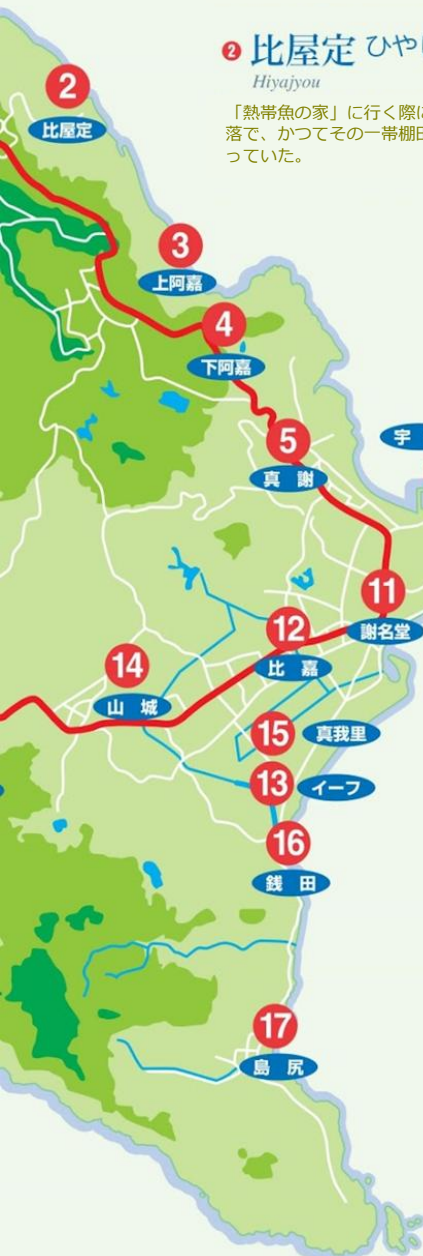 ❷ 比屋定 ひや
Hiyajyou
「熱帯魚の家」に行く際
落で、かつてその一帯棚
っていた。
2
比屋定
3
上阿嘉
4
下阿嘉
5
真 謝
宇
11
謝名堂
12
比 嘉
14
山 城
15
真我里
13
イーフ
16
銭 田
17
島 尻